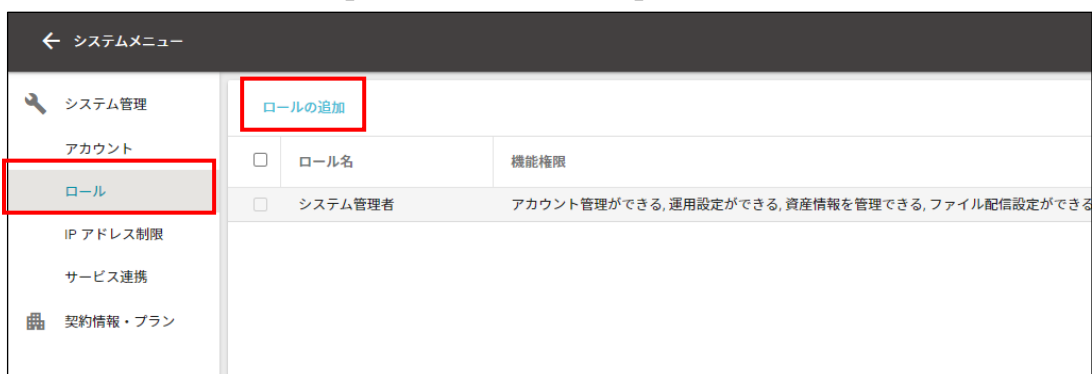 システムメニュー
システム管理
アカウント
ロール
IP アドレス制限
サービス連携
契約情報・プラン
ロールの追加
ロール名 機能権限
システム管理者 アカウント管理ができる, 運用設定ができる, 資産情報を管理できる, ファイル配信設定ができる